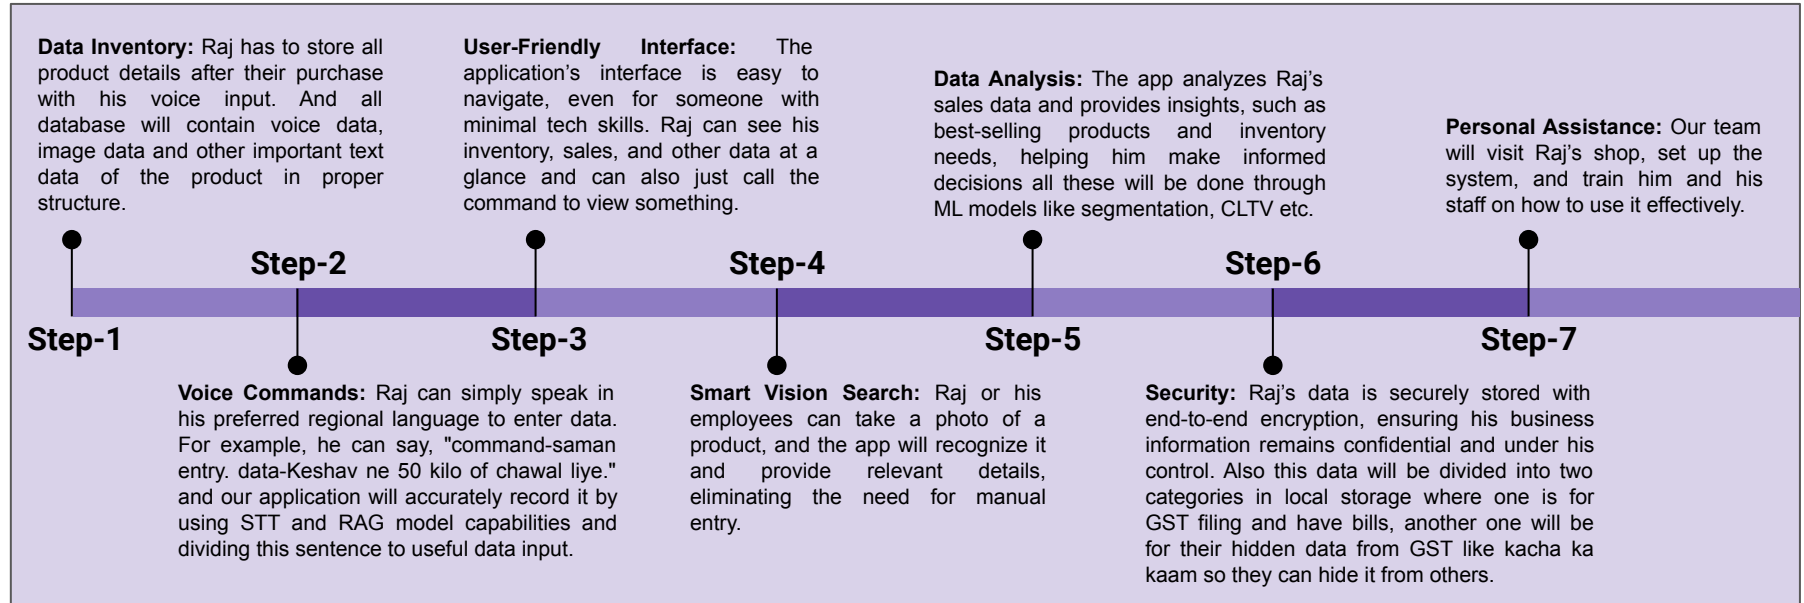 Data Inventory: Raj has to store all
product details after their purchase
with his voice input. And all
database will contain voice data,
image data and other important text
data of the product in proper
structure.
User-Friendly Interface: The
application's interface is easy to
navigate, even for someone with
minimal tech skills. Raj can see his
inventory, sales, and other data at a
glance and can also just call the
command to view something.
Data Analysis: The app analyzes Raj's
sales data and provides insights, such as
best-selling products and inventory
needs, helping him make informed
decisions all these will be done through
ML models like segmentation, CLTV etc.
Personal Assistance: Our team
will visit Raj's shop, set up the
system, and train him and his
staff on how to use it effectively.
Step-2
Step-4
Step-6
Step-1
Step-3
Step-5
Step-7
Voice Commands: Raj can simply speak in
his preferred regional language to enter data.
For example, he can say, "command-saman
entry. data-Keshav ne 50 kilo of chawal liye."
and our application will accurately record it by
using STT and RAG model capabilities and
dividing this sentence to useful data input.
Smart Vision Search: Raj or his
employees can take a photo of a
product, and the app will recognize it
and provide relevant details,
eliminating the need for manual
entry.
Security: Raj's data is securely stored with
end-to-end encryption, ensuring his business
information remains confidential and under his
control. Also this data will be divided into two
categories in local storage where one is for
GST filing and have bills, another one will be
for their hidden data from GST like kacha ka
kaam so they can hide it from others.